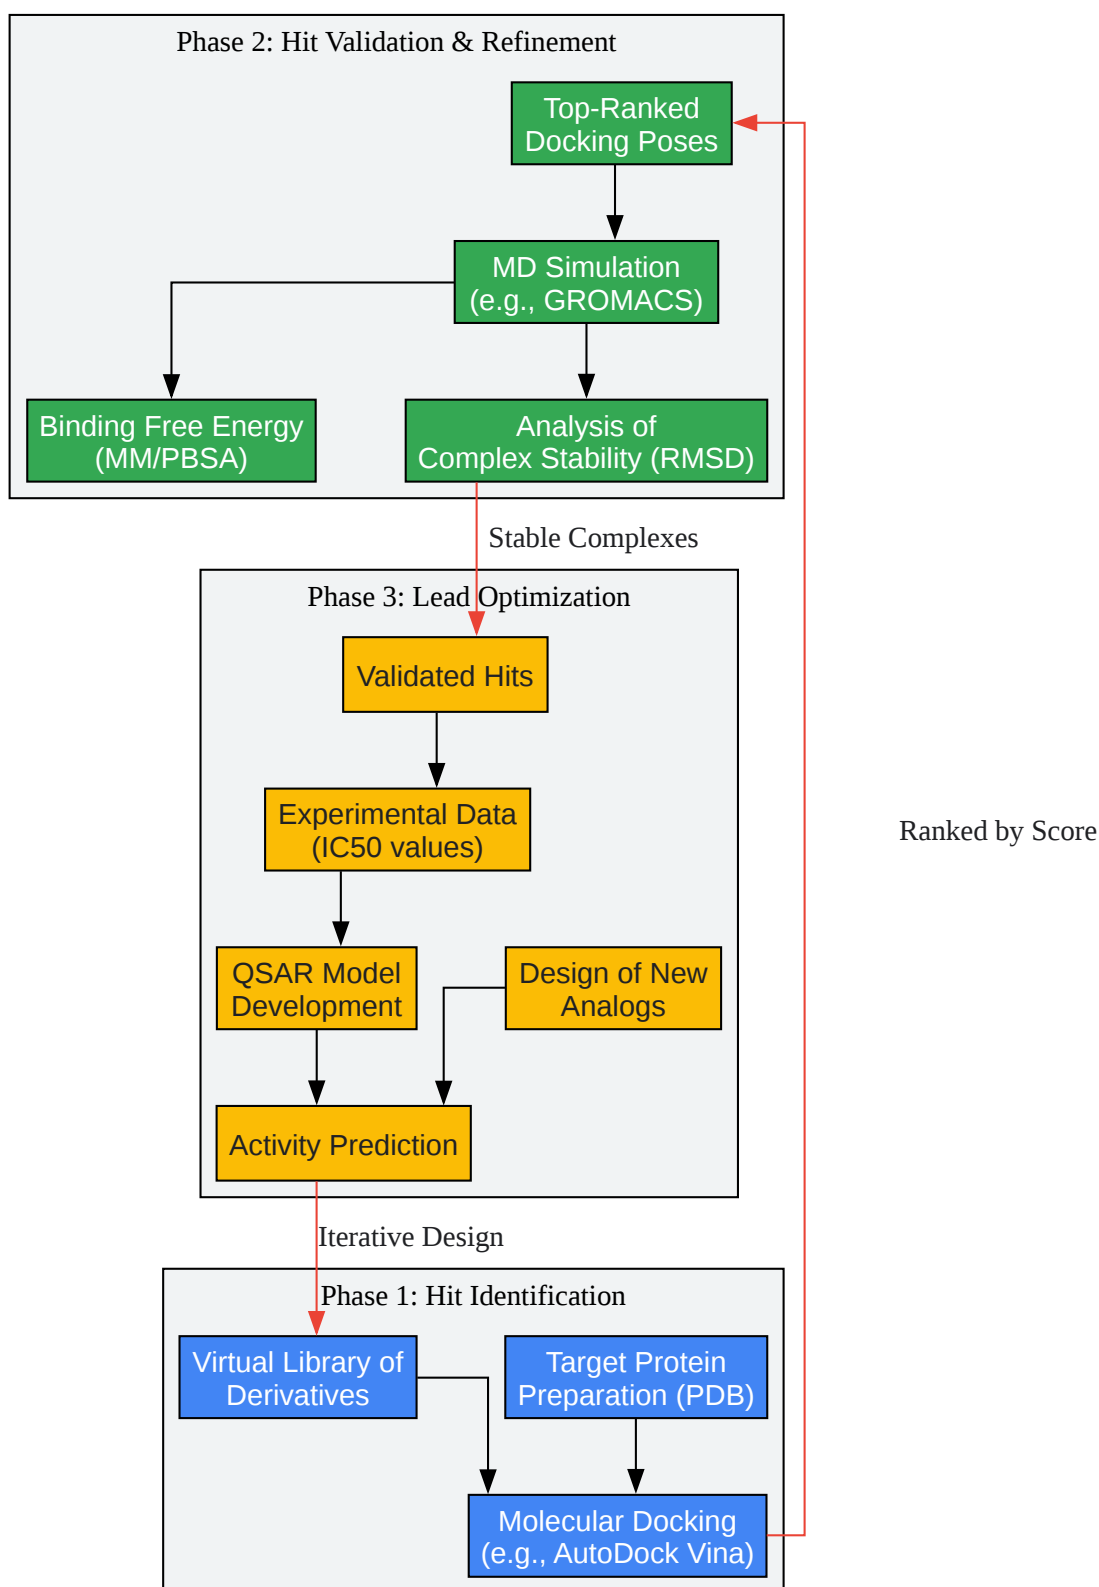 Phase 2: Hit Validation & Refinement
Top-Ranked
Docking Poses
MD Simulation
(e.g., GROMACS)
Binding Free Energy
(MM/PBSA)
Analysis of
Complex Stability (RMSD)
Stable Complexes
Phase 3: Lead Optimization
Validated Hits
Ranked by Score
Experimental Data
(IC50 values)
QSAR Model
Development
Design of New
Analogs
Activity Prediction
Iterative Design
Phase 1: Hit Identification
Virtual Library of
Derivatives
Target Protein
Preparation (PDB)
Molecular Docking
(e.g., AutoDock Vina)